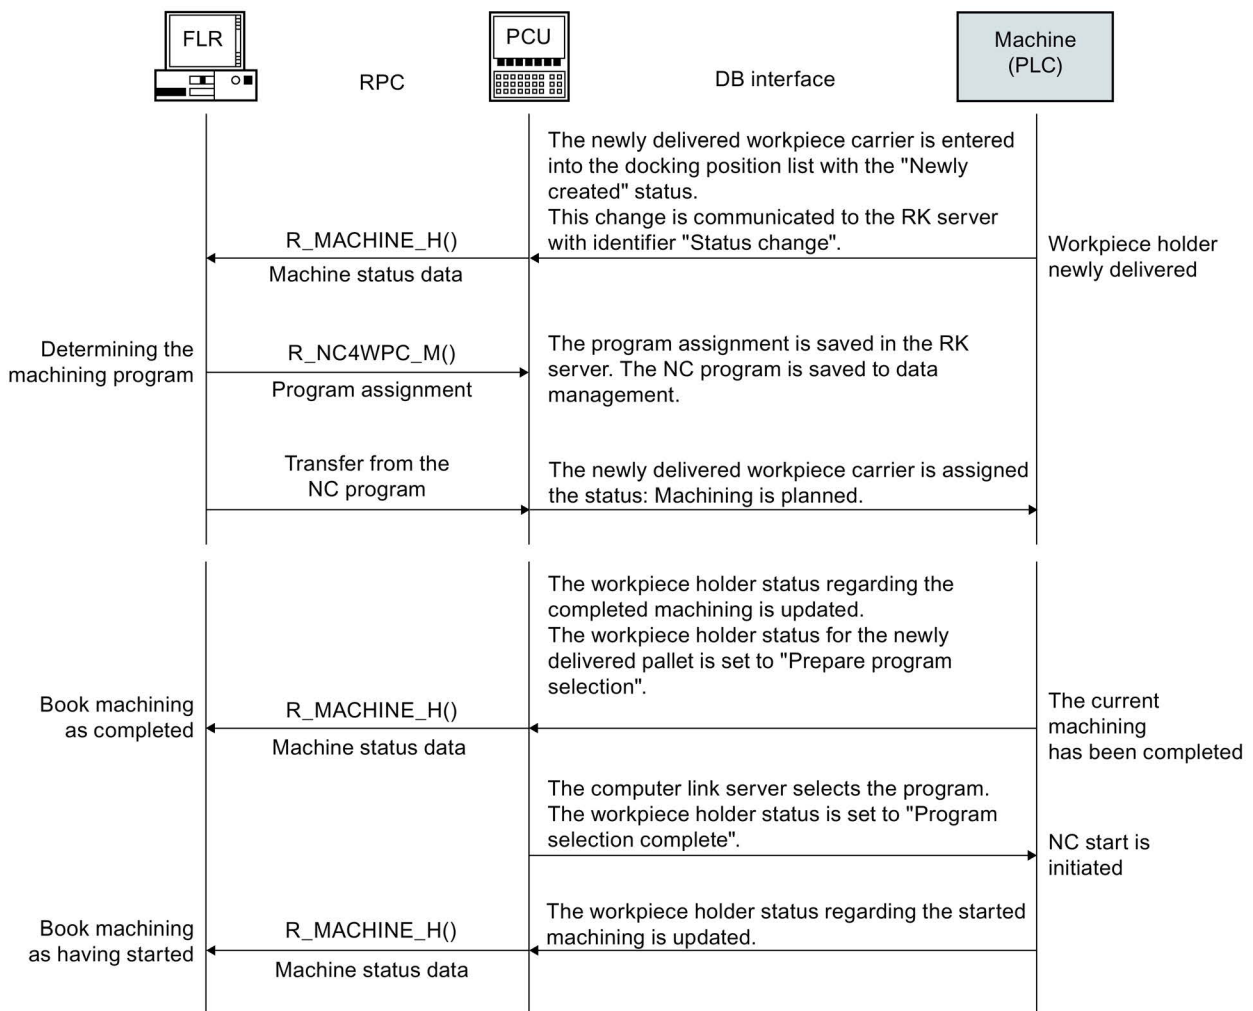 FLR
PCU
Machine
(PLC)
RPC
DB interface
The newly delivered workpiece carrier is entered
into the docking position list with the "Newly
created" status.
This change is communicated to the RK server
with identifier "Status change".
R_MACHINE_H()
Machine status data
Workpiece holder
newly delivered
Determining the
machining program
R_NC4WPC_M()
Program assignment
The program assignment is saved in the RK
server. The NC program is saved to data
management.
Transfer from the
NC program
The newly delivered workpiece carrier is assigned
the status: Machining is planned.
The workpiece holder status regarding the
completed machining is updated.
The workpiece holder status for the newly
delivered pallet is set to "Prepare program
selection".
Book machining
as completed
R_MACHINE_H()
Machine status data
The current
machining
has been completed
The computer link server selects the program.
The workpiece holder status is set to "Program
selection complete".
NC start is
initiated
Book machining
as having started
R_MACHINE_H()
Machine status data
The workpiece holder status regarding the started
machining is updated.